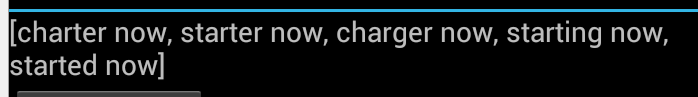 [charter now, starter now, charger now, starting now,
started now]